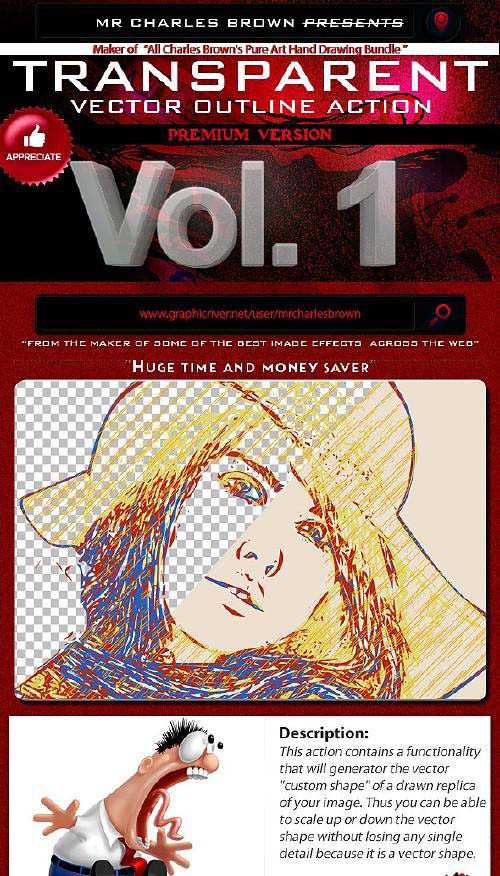 MR CHARLES BROWN PRESENTS
Maker of "All Charles Brown's Pure Art Hand Drawing Bundle"
TRANSPARENT
VECTOR OUTLINE ACTION
PREMIUM VERSION
APPRECIATE
Vol. 1
www.graphicriver.net/user/mrcharlesbrown
"FROM THE MAKER OF SOME OF THE BEST IMAGE EFFECTS ACROSS THE WEB"
"HUGE TIME AND MONEY SAVER"
Description:
This action contains a functionality
that will generator the vector
"custom shape" of a drawn replica
of your image. Thus you can be able
to scale up or down the vector
shape without losing any single
detail because it is a vector shape.